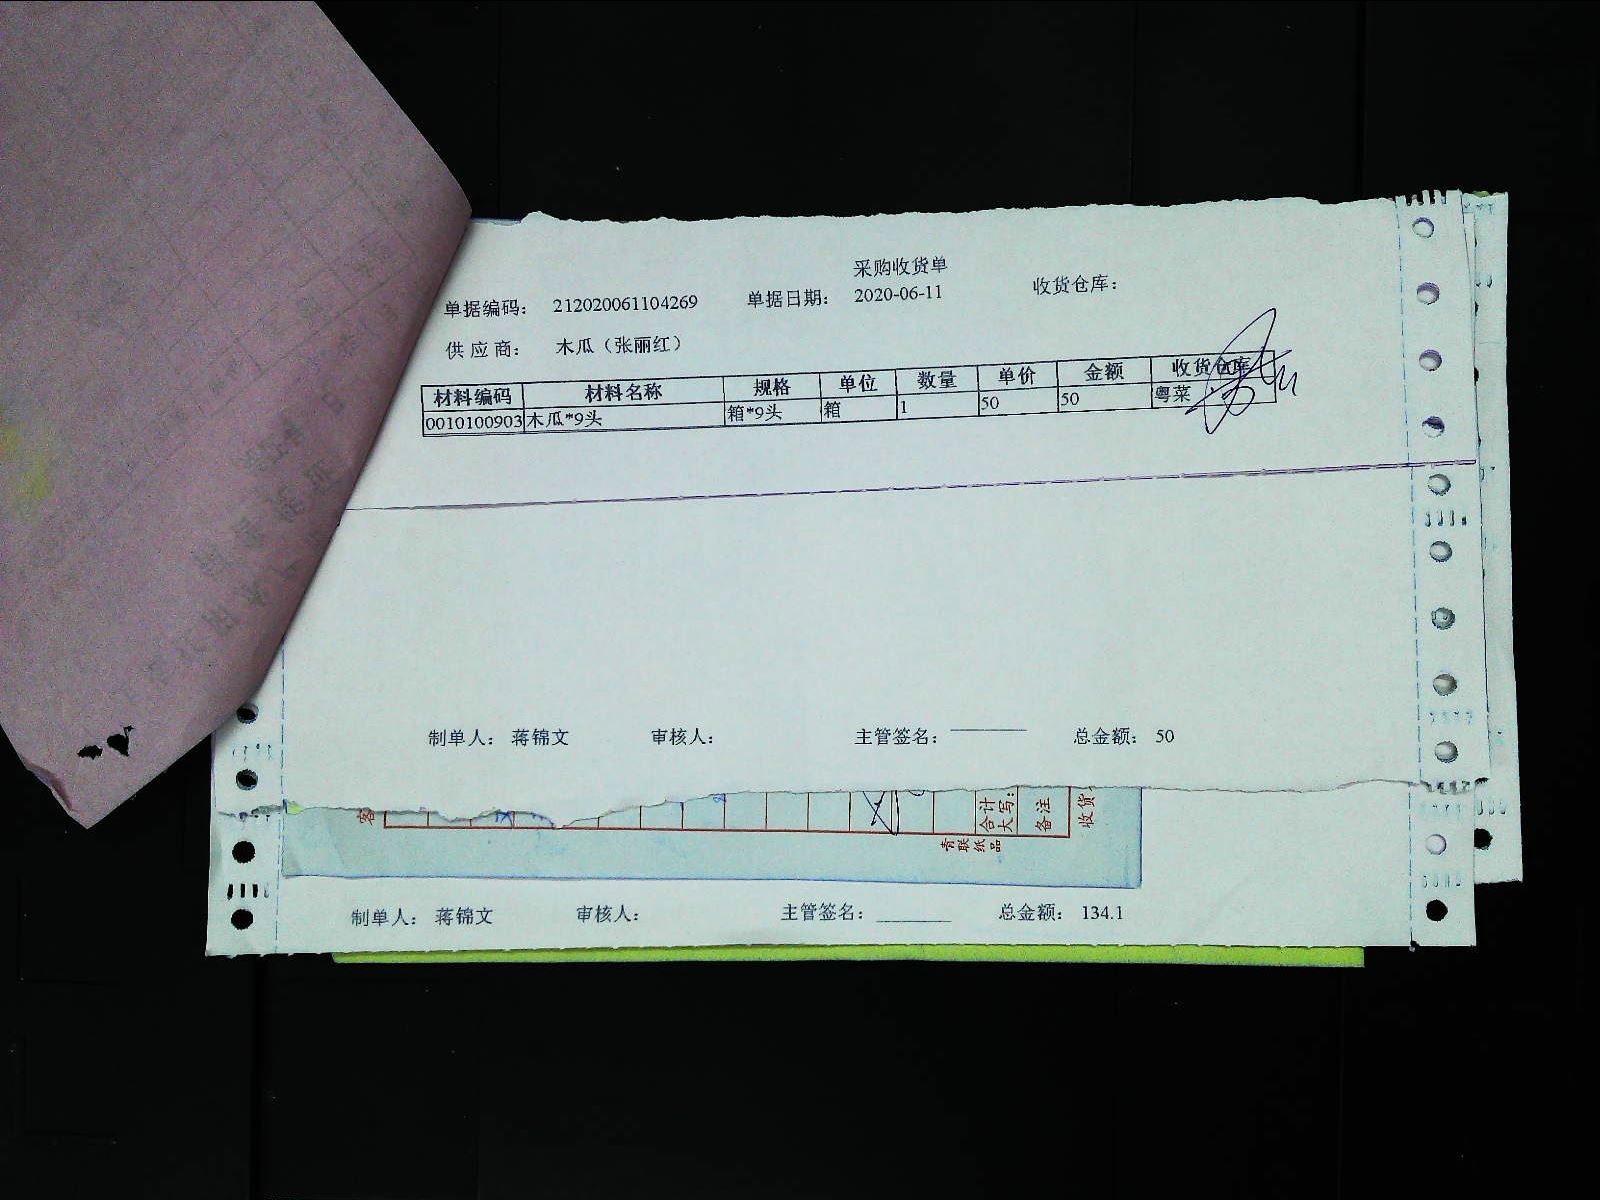 采购收货单
单据编码： 212020061104269 单据日期： 2020-06-11 收货仓库：
供应商： 木瓜（张丽红）
材料编码 材料名称 规格 单位 数量 单价 金额 收货仓库
0010100903 木瓜*9头 箱*9头 箱 1 50 50 粤菜
制单人： 蒋锦文 审核人： 主管签名： 总金额： 50
合计大写：
备注
收货
青联纸品
制单人： 蒋锦文 审核人： 主管签名： 总金额： 134.1